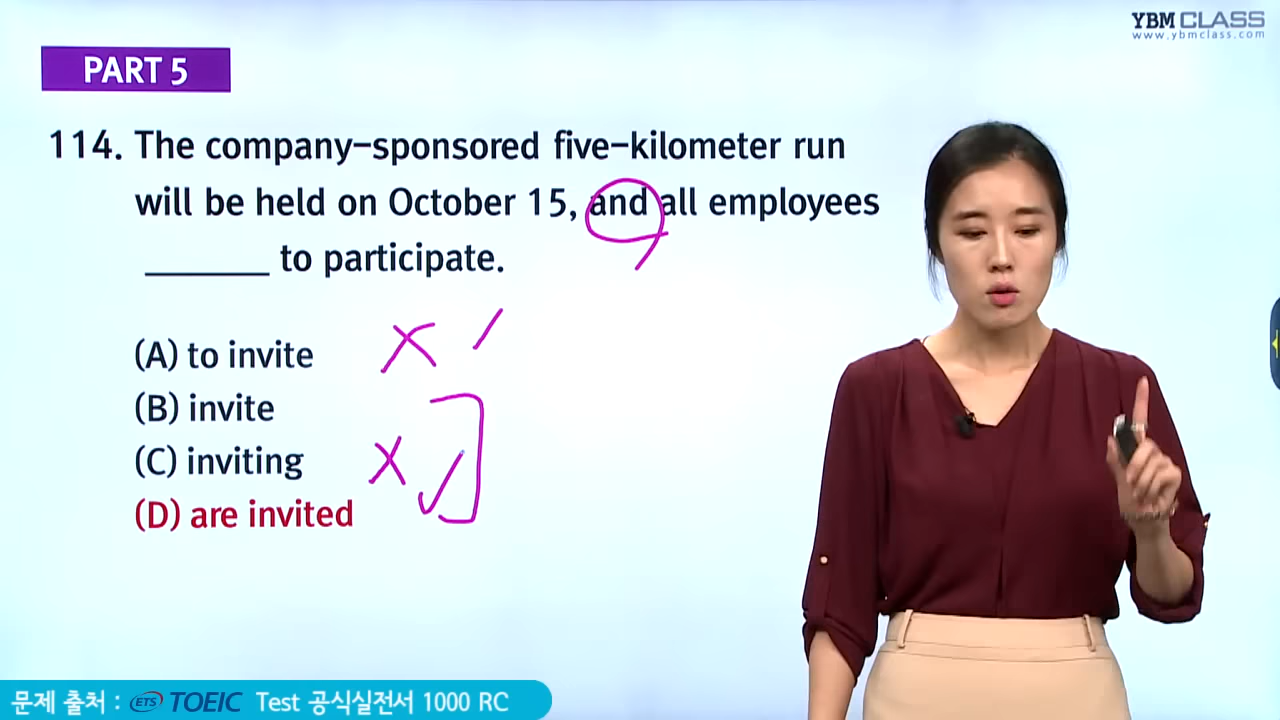 YBM CLASS
www.ybmclass.com
PART 5
114. The company-sponsored five-kilometer run
will be held on October 15, and all employees
______ to participate.
(A) to invite
(B) invite
(C) inviting
(D) are invited
문제 출처 : ETS TOEIC Test 공식실전서 1000 RC